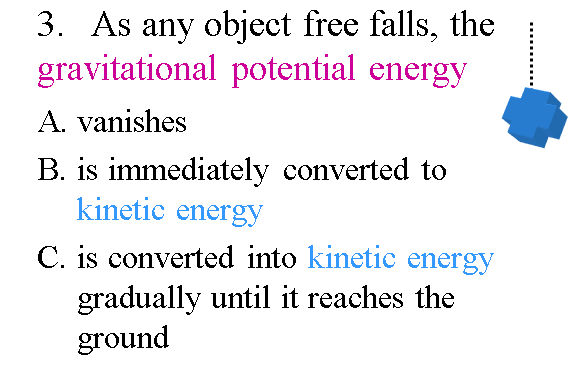 3. As any object free falls, the
gravitational potential energy
A. vanishes
B. is immediately converted to
kinetic energy
C. is converted into kinetic energy
gradually until it reaches the
ground